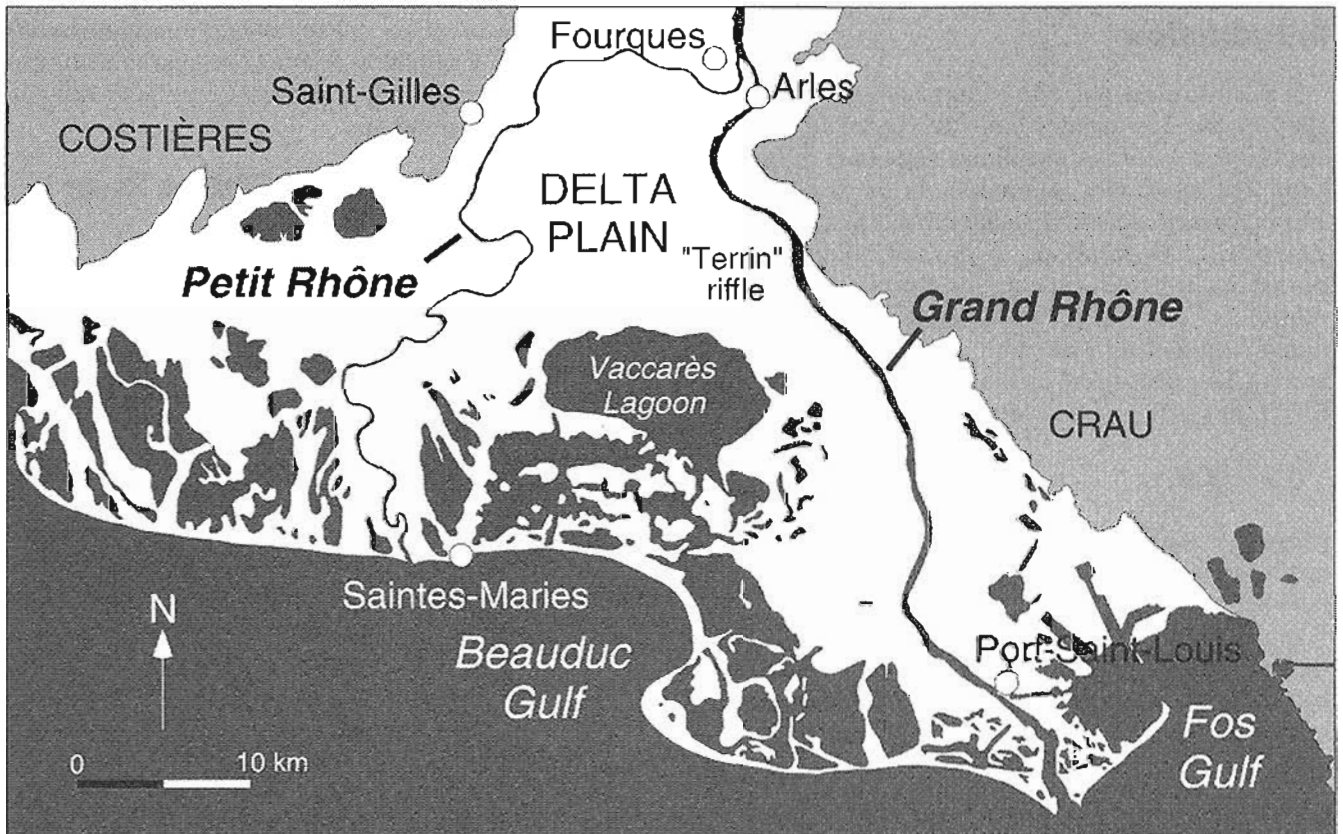 Fourques
Saint-Gilles
Arles
COSTIÈRES
DELTA
PLAIN
"Terrin"
riffle
Petit Rhône
Grand Rhône
Vaccarès
Lagoon
CRAU
Saintes-Maries
N
Beauduc
Gulf
Port-Saint-Louis
Fos
Gulf
0 10 km